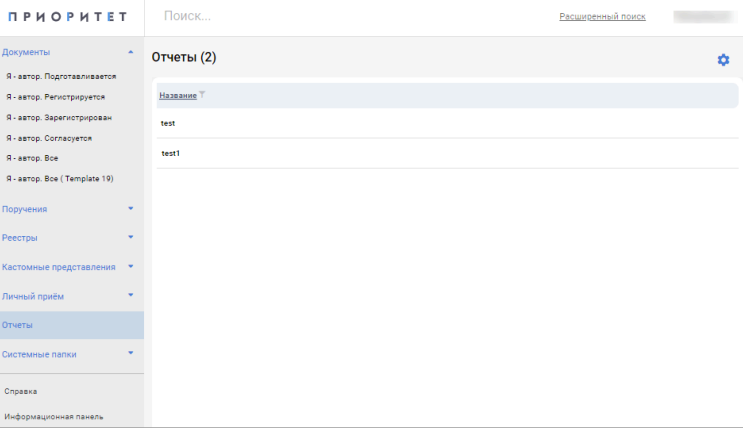 ПРИОРИТЕТ
Поиск...
Расширенный поиск
Документы
Я - автор. Подготавливается
Я - автор. Регистрируется
Я - автор. Зарегистрирован
Я - автор. Согласуется
Я - автор. Все
Я - автор. Все ( Template 19)
Поручения
Реестры
Кастомные представления
Личный приём
Отчеты
Системные папки
Справка
Информационная панель
Отчеты (2)
Название
test
test1